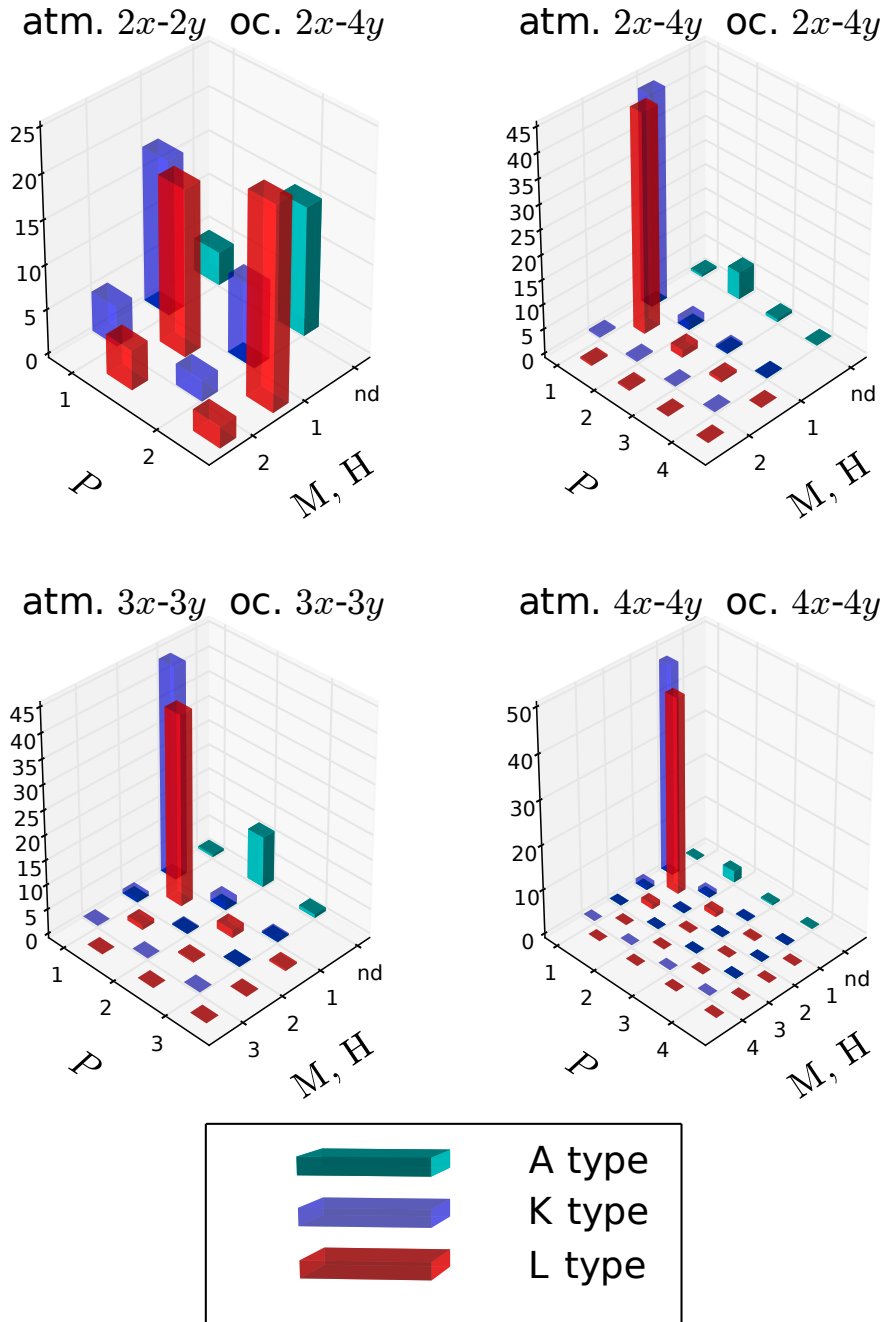 atm. 2x-2y oc. 2x-4y
25
20
15
10
5
0
1
2
P
2
1
nd
M, H
atm. 2x-4y oc. 2x-4y
45
40
35
30
25
20
15
10
5
0
1
2
3
4
P
2
1
nd
M, H
atm. 3x-3y oc. 3x-3y
45
40
35
30
25
20
15
10
5
0
1
2
3
P
3
2
1
nd
M, H
atm. 4x-4y oc. 4x-4y
50
40
30
20
10
0
1
2
3
4
P
4
3
2
1
nd
M, H
A type
K type
L type